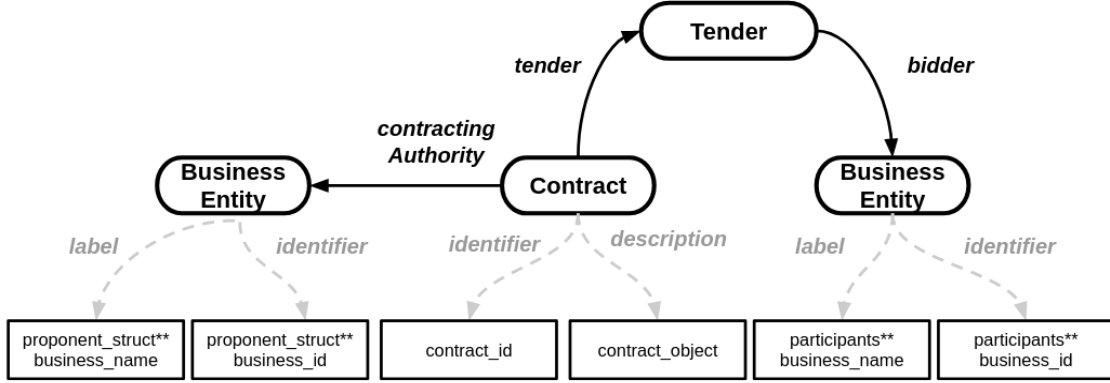 Tender
tender
bidder
contracting
Authority
Business
Entity
Contract
Business
Entity
label
identifier
identifier
description
label
identifier
proponent_struct**
business_name
proponent_struct**
business_id
contract_id
contract_object
participants**
business_name
participants**
business_id